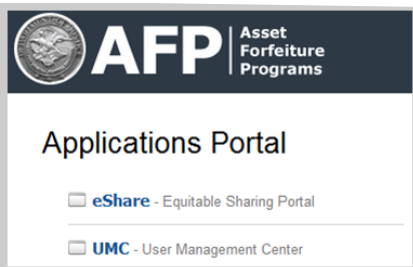 AFP
Asset
Forfeiture
Programs
Applications Portal
eShare - Equitable Sharing Portal
UMC - User Management Center